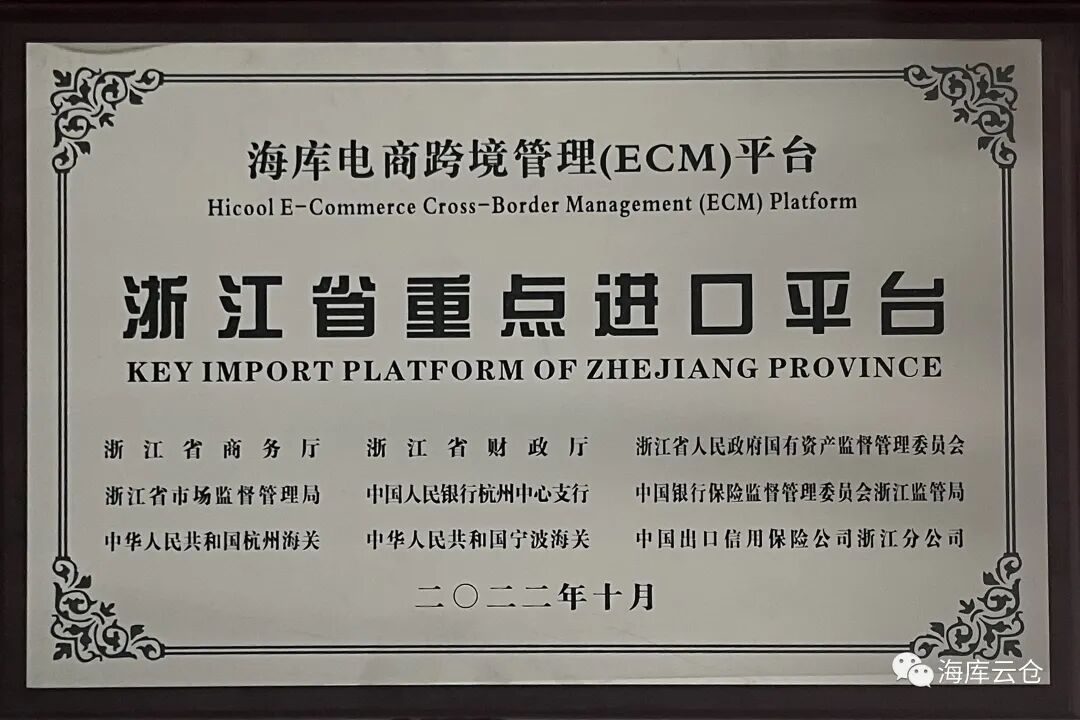 海库电商跨境管理(ECM)平台
Hicool E-Commerce Cross-Border Management (ECM) Platform
浙江省重点进口平台
KEY IMPORT PLATFORM OF ZHEJIANG PROVINCE
浙江省商务厅 浙江省财政厅 浙江省人民政府国有资产监督管理委员会
浙江省市场监督管理局 中国人民银行杭州中心支行 中国银行保险监督管理委员会浙江监管局
中华人民共和国杭州海关 中华人民共和国宁波海关 中国出口信用保险公司浙江分公司
二〇二二年十月
海库云仓